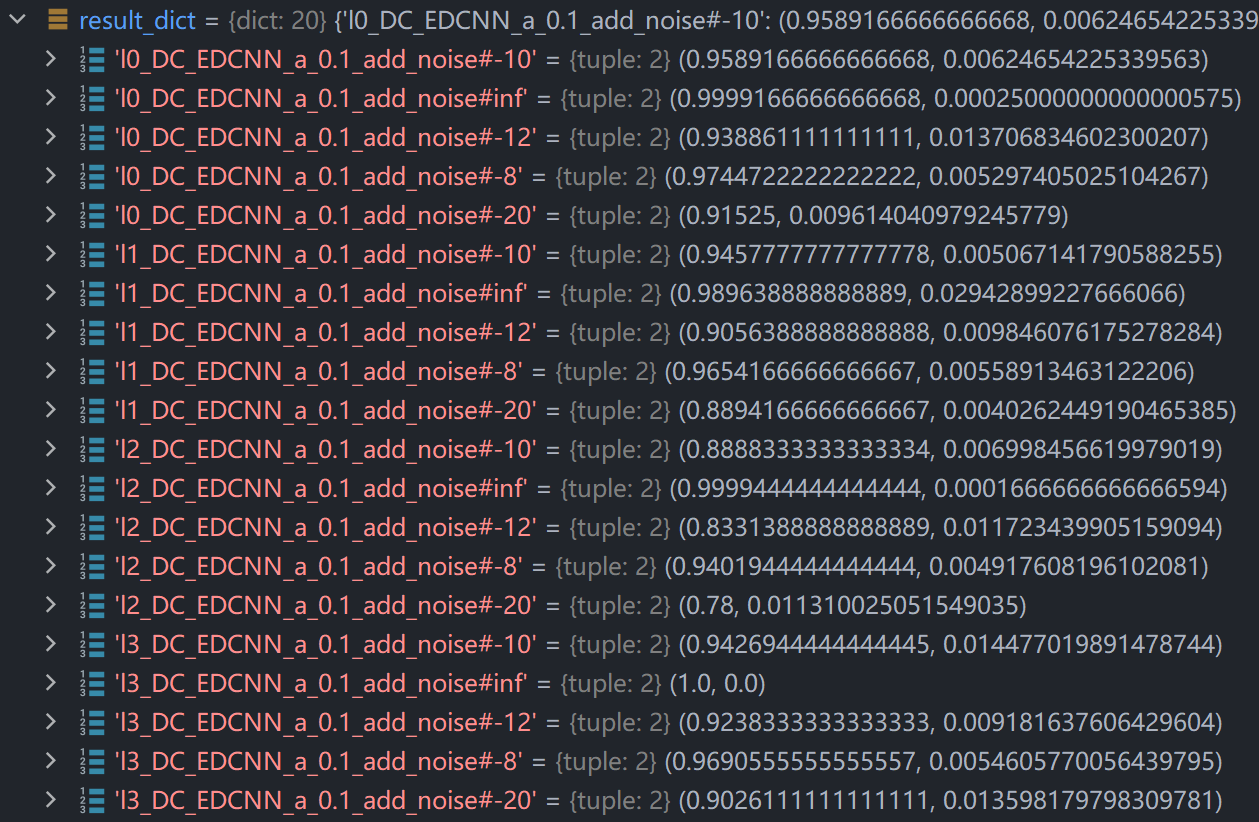 result_dict = {dict: 20} {'l0_DC_EDCNN_a_0.1_add_noise#-10': (0.9589166666666668, 0.00624654225339
'l0_DC_EDCNN_a_0.1_add_noise#-10' = {tuple: 2} (0.9589166666666668, 0.00624654225339563)
'l0_DC_EDCNN_a_0.1_add_noise#inf' = {tuple: 2} (0.9999166666666668, 0.00025000000000000575)
'l0_DC_EDCNN_a_0.1_add_noise#-12' = {tuple: 2} (0.938861111111111, 0.013706834602300207)
'l0_DC_EDCNN_a_0.1_add_noise#-8' = {tuple: 2} (0.9744722222222222, 0.005297405025104267)
'l0_DC_EDCNN_a_0.1_add_noise#-20' = {tuple: 2} (0.91525, 0.009614040979245779)
'l1_DC_EDCNN_a_0.1_add_noise#-10' = {tuple: 2} (0.9457777777777778, 0.005067141790588255)
'l1_DC_EDCNN_a_0.1_add_noise#inf' = {tuple: 2} (0.989638888888889, 0.02942899227666066)
'l1_DC_EDCNN_a_0.1_add_noise#-12' = {tuple: 2} (0.9056388888888888, 0.009846076175278284)
'l1_DC_EDCNN_a_0.1_add_noise#-8' = {tuple: 2} (0.9654166666666667, 0.00558913463122206)
'l1_DC_EDCNN_a_0.1_add_noise#-20' = {tuple: 2} (0.8894166666666667, 0.0040262449190465385)
'l2_DC_EDCNN_a_0.1_add_noise#-10' = {tuple: 2} (0.8888333333333334, 0.006998456619979019)
'l2_DC_EDCNN_a_0.1_add_noise#inf' = {tuple: 2} (0.9999444444444444, 0.0001666666666666594)
'l2_DC_EDCNN_a_0.1_add_noise#-12' = {tuple: 2} (0.8331388888888889, 0.011723439905159094)
'l2_DC_EDCNN_a_0.1_add_noise#-8' = {tuple: 2} (0.9401944444444444, 0.004917608196102081)
'l2_DC_EDCNN_a_0.1_add_noise#-20' = {tuple: 2} (0.78, 0.011310025051549035)
'l3_DC_EDCNN_a_0.1_add_noise#-10' = {tuple: 2} (0.9426944444444445, 0.014477019891478744)
'l3_DC_EDCNN_a_0.1_add_noise#inf' = {tuple: 2} (1.0, 0.0)
'l3_DC_EDCNN_a_0.1_add_noise#-12' = {tuple: 2} (0.9238333333333333, 0.009181637606429604)
'l3_DC_EDCNN_a_0.1_add_noise#-8' = {tuple: 2} (0.9690555555555557, 0.0054605770056439795)
'l3_DC_EDCNN_a_0.1_add_noise#-20' = {tuple: 2} (0.9026111111111111, 0.013598179798309781)